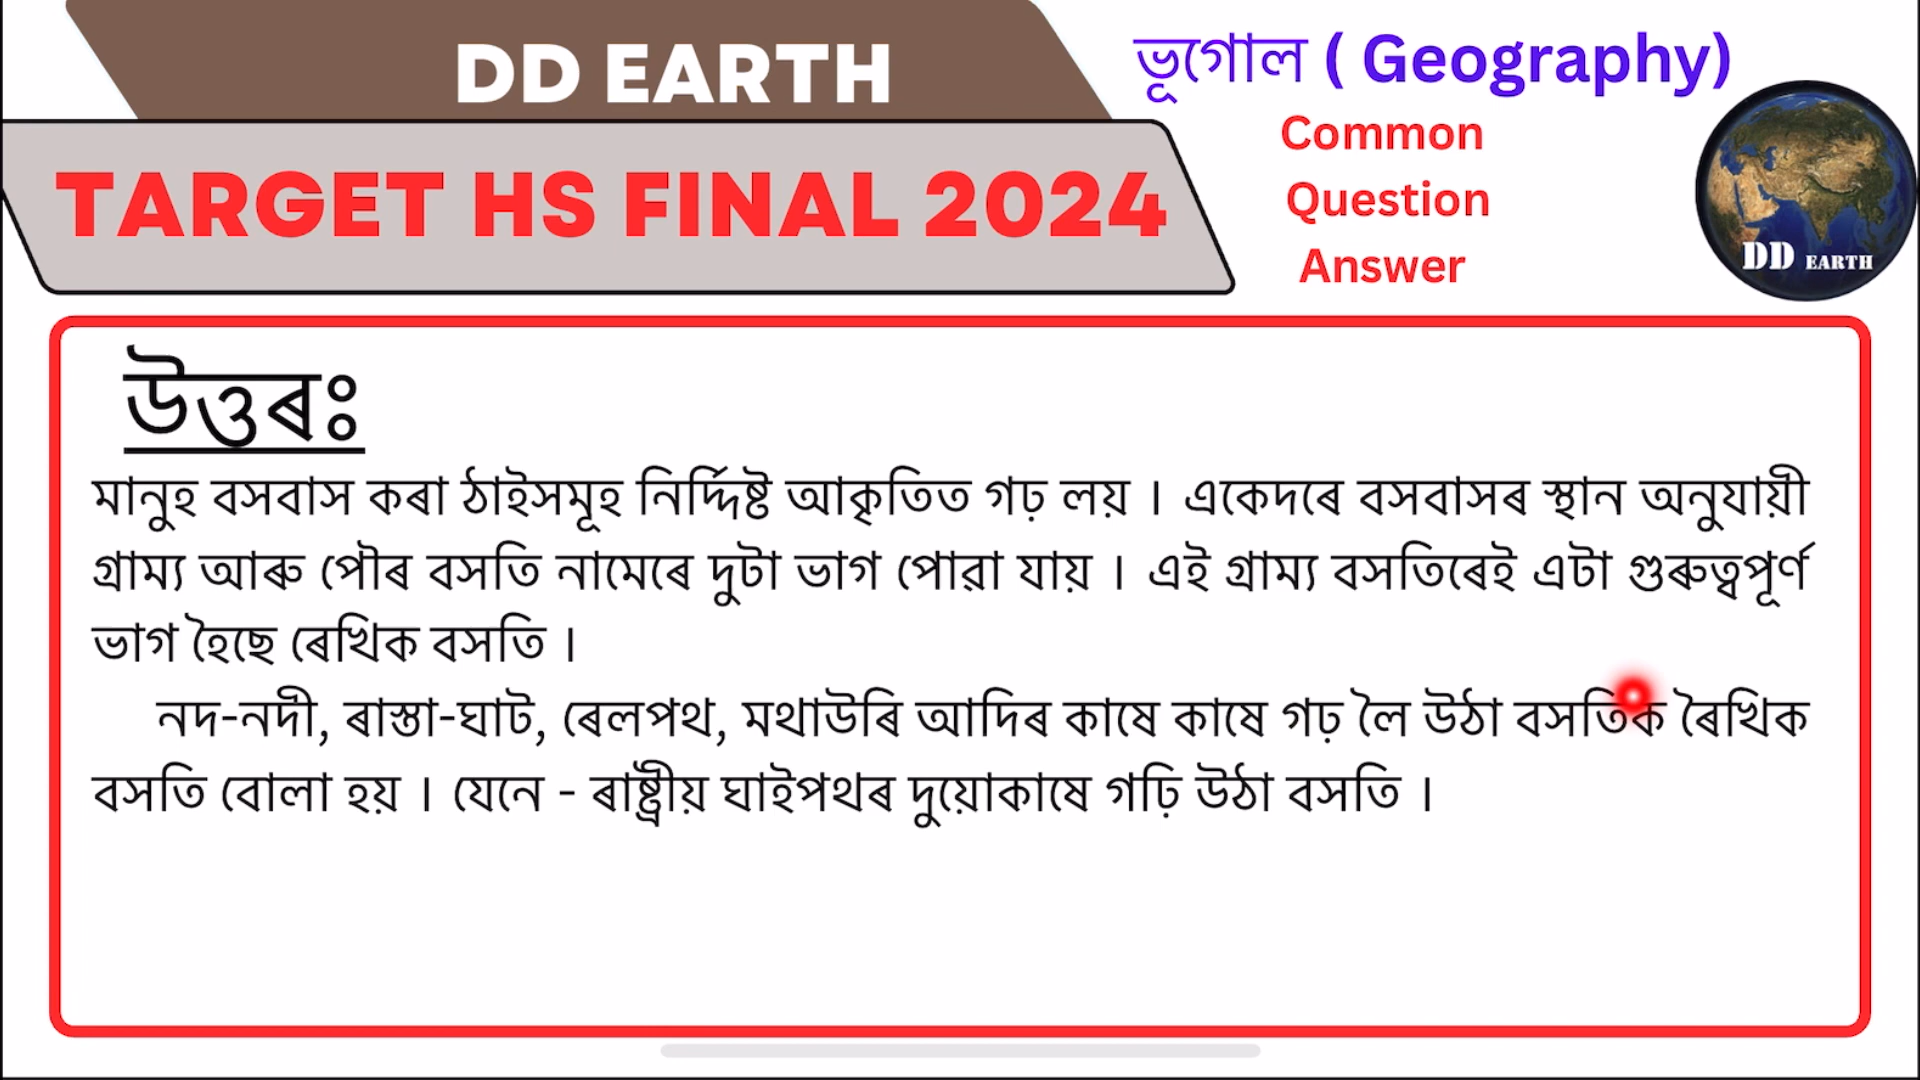 DD EARTH
TARGET HS FINAL 2024
ভূগোল ( Geography)
Common
Question
Answer
DD EARTH
উত্তৰঃ
মানুহ বসবাস কৰা ঠাইসমূহ নিৰ্দ্দিষ্ট আকৃতিত গঢ় লয় । একেদৰে বসবাসৰ স্থান অনুযায়ী
গ্ৰাম্য আৰু পৌৰ বসতি নামেৰে দুটা ভাগ পোৱা যায় । এই গ্ৰাম্য বসতিৰেই এটা গুৰুত্বপূৰ্ণ
ভাগ হৈছে ৰেখিক বসতি ।
নদ-নদী, ৰাস্তা-ঘাট, ৰেলপথ, মথাউৰি আদিৰ কাষে কাষে গঢ় লৈ উঠা বসতিক ৰৈখিক
বসতি বোলা হয় । যেনে - ৰাষ্ট্ৰীয় ঘাইপথৰ দুয়োকাষে গঢ়ি উঠা বসতি ।